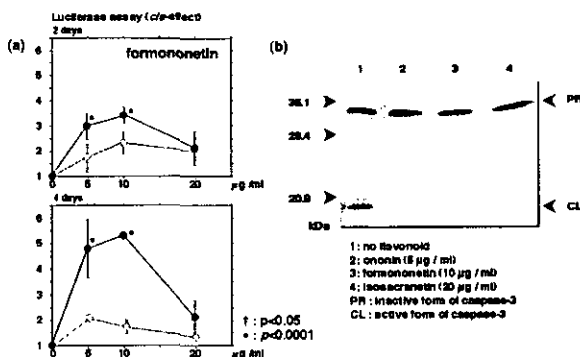 Luciferase assay (cis-effect)
2 days
(a)
formononetin
6
5
4
3
2
1
0
5
10
20
µg /ml
4 days
6
5
4
3
2
1
0
5
10
20
µg /ml
† : p<0.05
* : p<0.0001
(b)
1 2 3 4
36.1
PR
28.4
20.9
CL
kDa
1: no flavonoid
2: ononin (5 µg / ml)
3: formononetin (10 µg / ml)
4: isosacranetin (20 µg / ml)
PR : inactive form of caspase-3
CL : active form of caspase-3